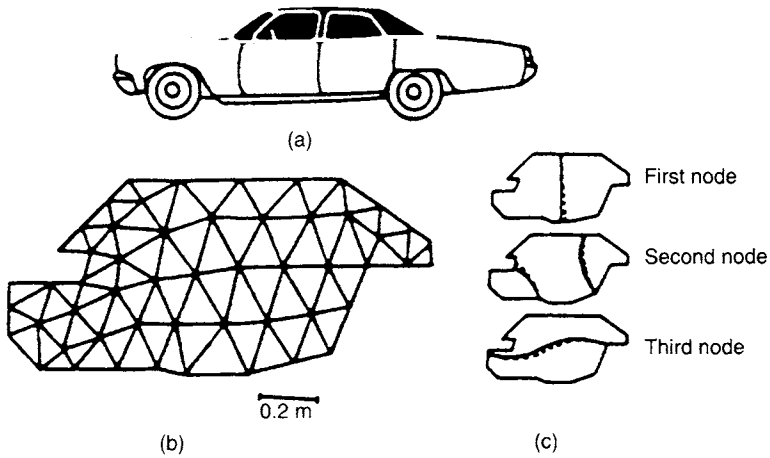 (a)
First node
Second node
Third node
0.2 m
(b)
(c)